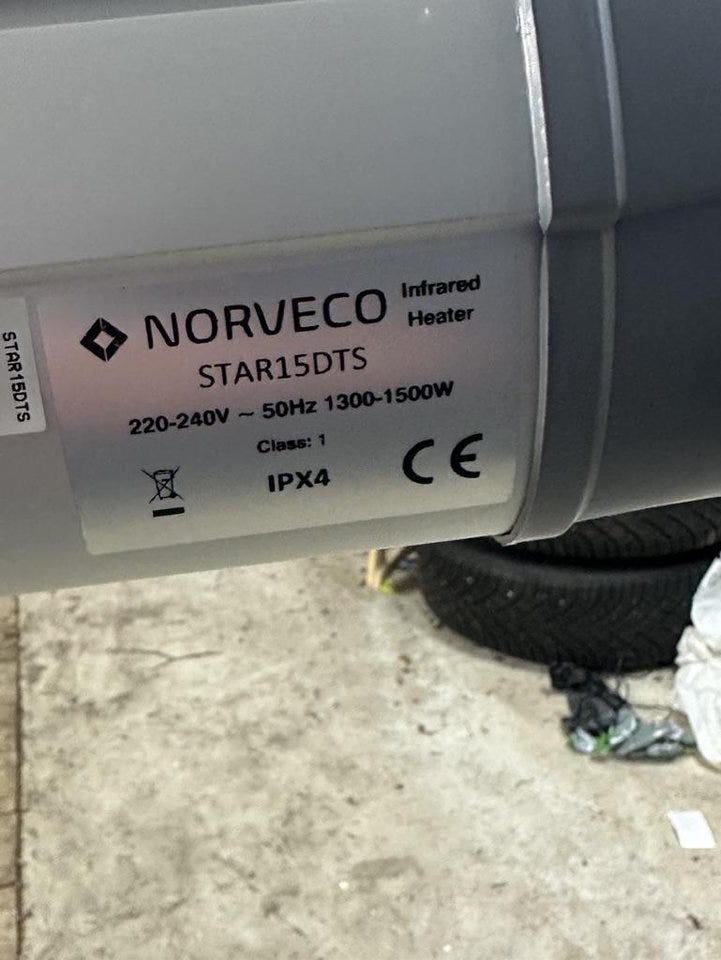 NORVECO Infrared Heater
STAR15DTS
220-240V ~ 50Hz 1300-1500W
Class: 1
IPX4
CE
STAR15DTS